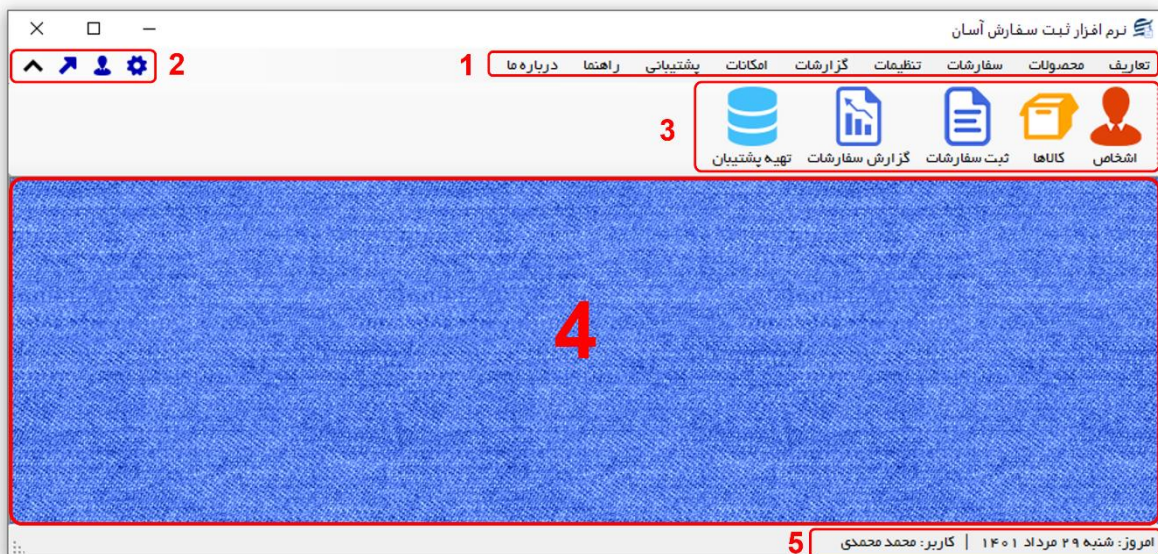 نرم افزار ثبت سفارش آسان
تعاریف محصولات سفارشات تنظیمات گزارشات امکانات پشتیبانی راهنما درباره ما 1
2
اشخاص کالاها ثبت سفارشات گزارش سفارشات تهیه پشتیبان
3
4
امروز: شنبه ۲۹ مرداد ۱۴۰۱ | کاربر: محمد محمدی 5